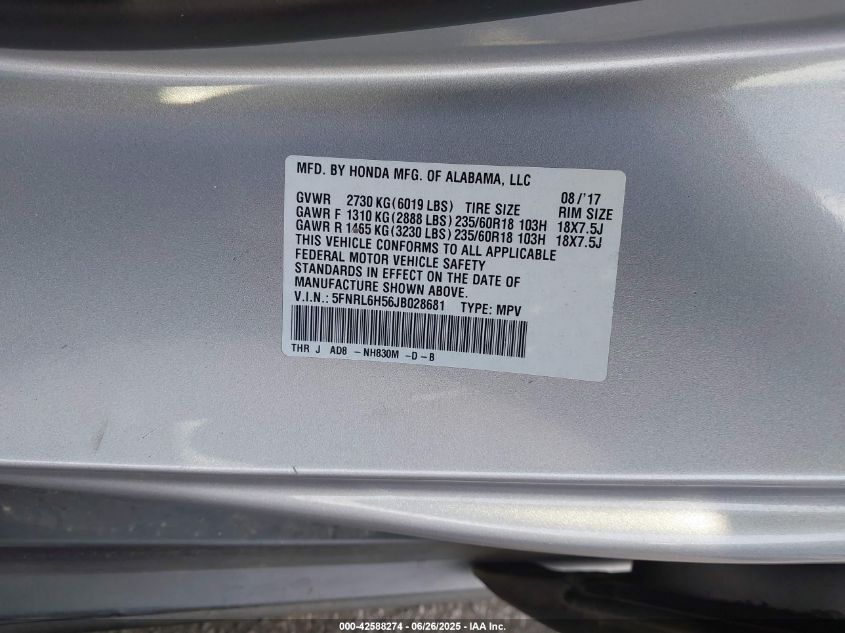 MFD. BY HONDA MFG. OF ALABAMA, LLC 08/'17
GVWR 2730 KG(6019 LBS) TIRE SIZE RIM SIZE
GAWR F 1310 KG(2888 LBS)235/60R18 103H 18X7.5J
GAWR R 1465 KG(3230 LBS)235/60R18 103H 18X7.5J
THIS VEHICLE CONFORMS TO ALL APPLICABLE
FEDERAL MOTOR VEHICLE SAFETY
STANDARDS IN EFFECT ON THE DATE OF
MANUFACTURE SHOWN ABOVE.
V.I.N.: 5FNRL6H56JB028681 TYPE: MPV
THR J AD8 -NH830M -D-B
000-42588274 - 06/26/2025 - IAA Inc.